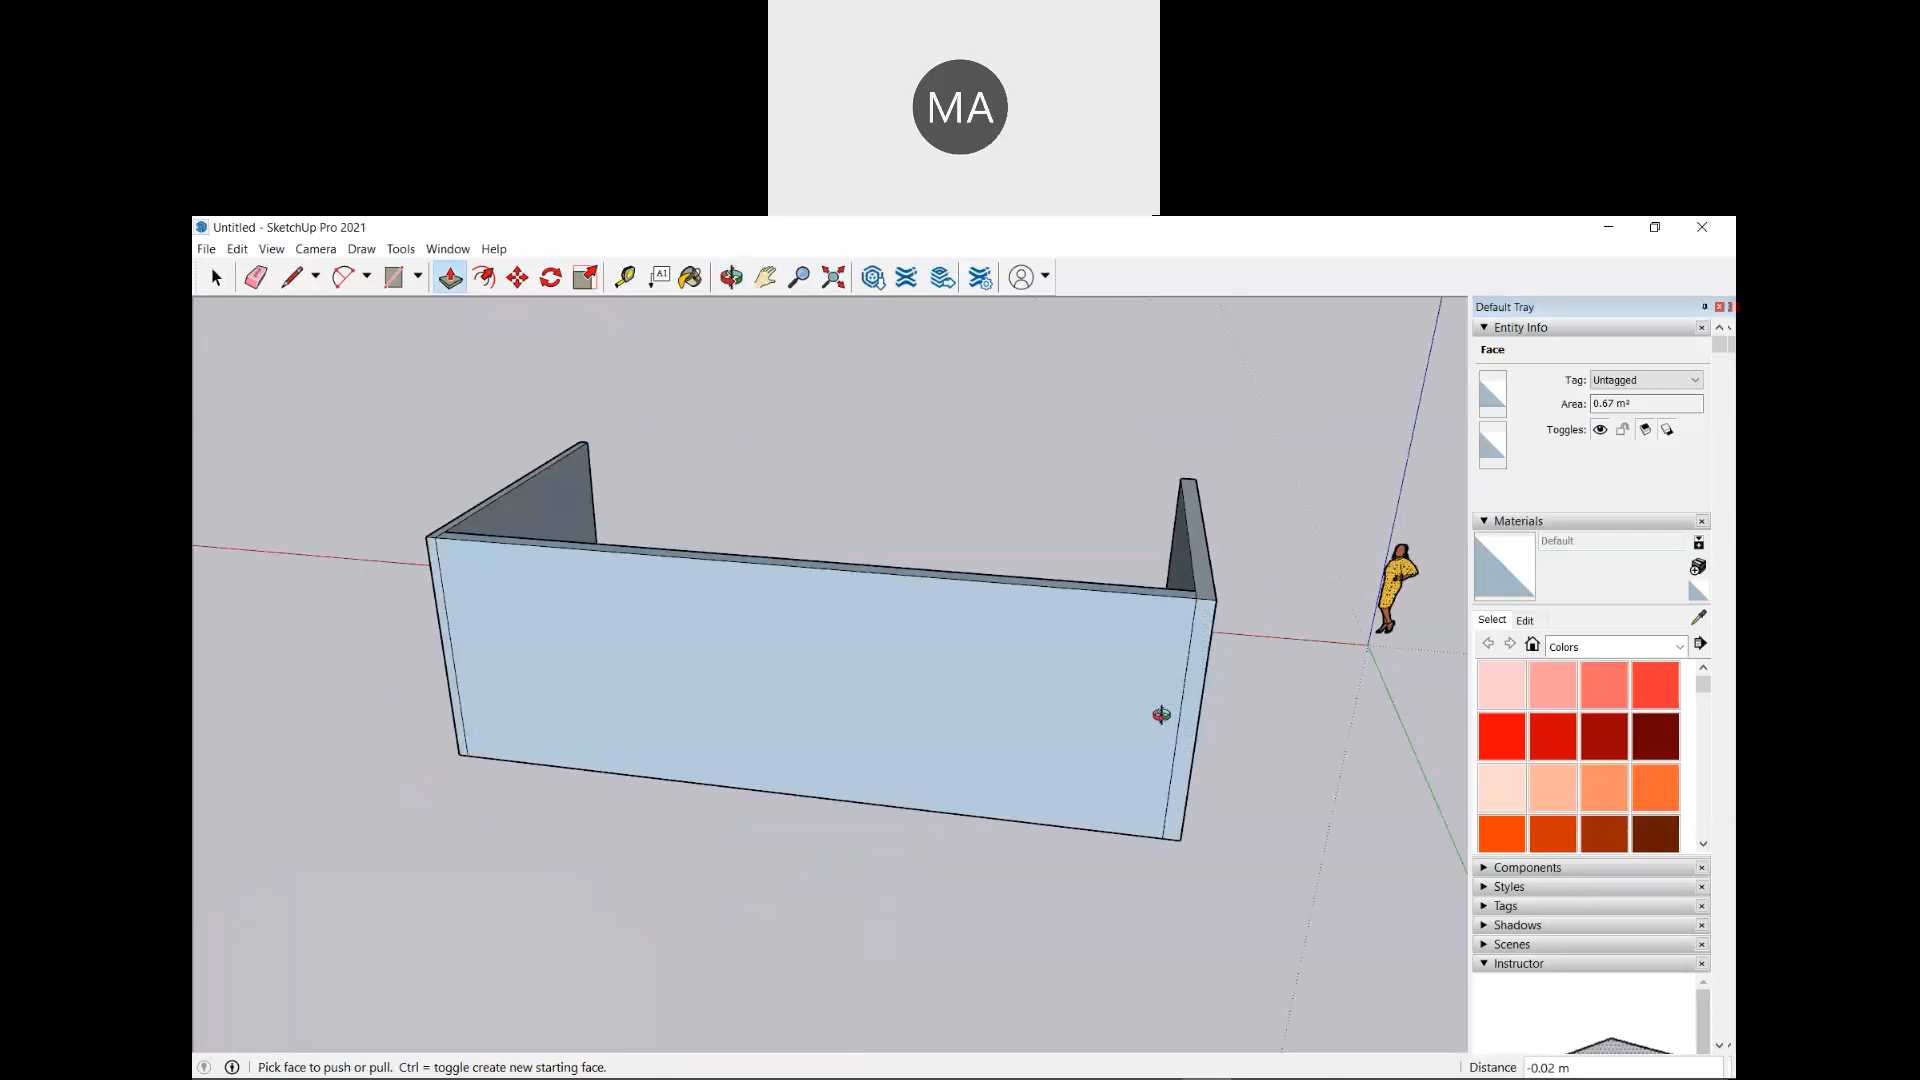 MA
Untitled - SketchUp Pro 2021
File Edit View Camera Draw Tools Window Help
A1
Default Tray
Entity Info
Face
Tag: Untagged
Area: 0.67 m²
Toggles:
Materials
Default
Select Edit
Colors
Components
Styles
Tags
Shadows
Scenes
Instructor
Pick face to push or pull. Ctrl = toggle create new starting face.
Distance -0.02 m